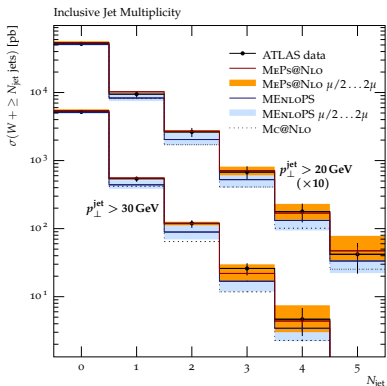 Inclusive Jet Multiplicity
σ(W + ≥ N_jet jets) [pb]
ATLAS data
MEPS@NLO
MEPS@NLO μ/2 . . . 2μ
MENLOPS
MENLOPS μ/2 . . . 2μ
MC@NLO
p_⊥^jet > 20 GeV
(×10)
p_⊥^jet > 30 GeV
10^4
10^3
10^2
10^1
0 1 2 3 4 5
N_jet